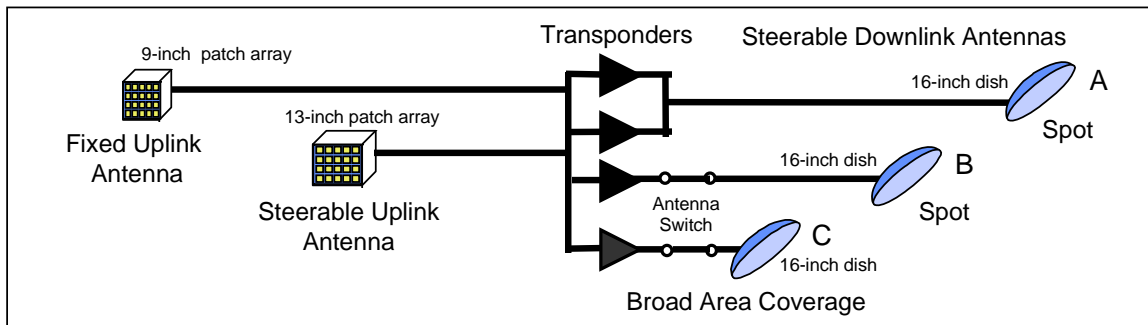 Transponders
Steerable Downlink Antennas
9-inch patch array
16-inch dish
A
Spot
13-inch patch array
Fixed Uplink
Antenna
16-inch dish
B
Spot
Steerable Uplink
Antenna
Antenna
Switch
C
16-inch dish
Broad Area Coverage